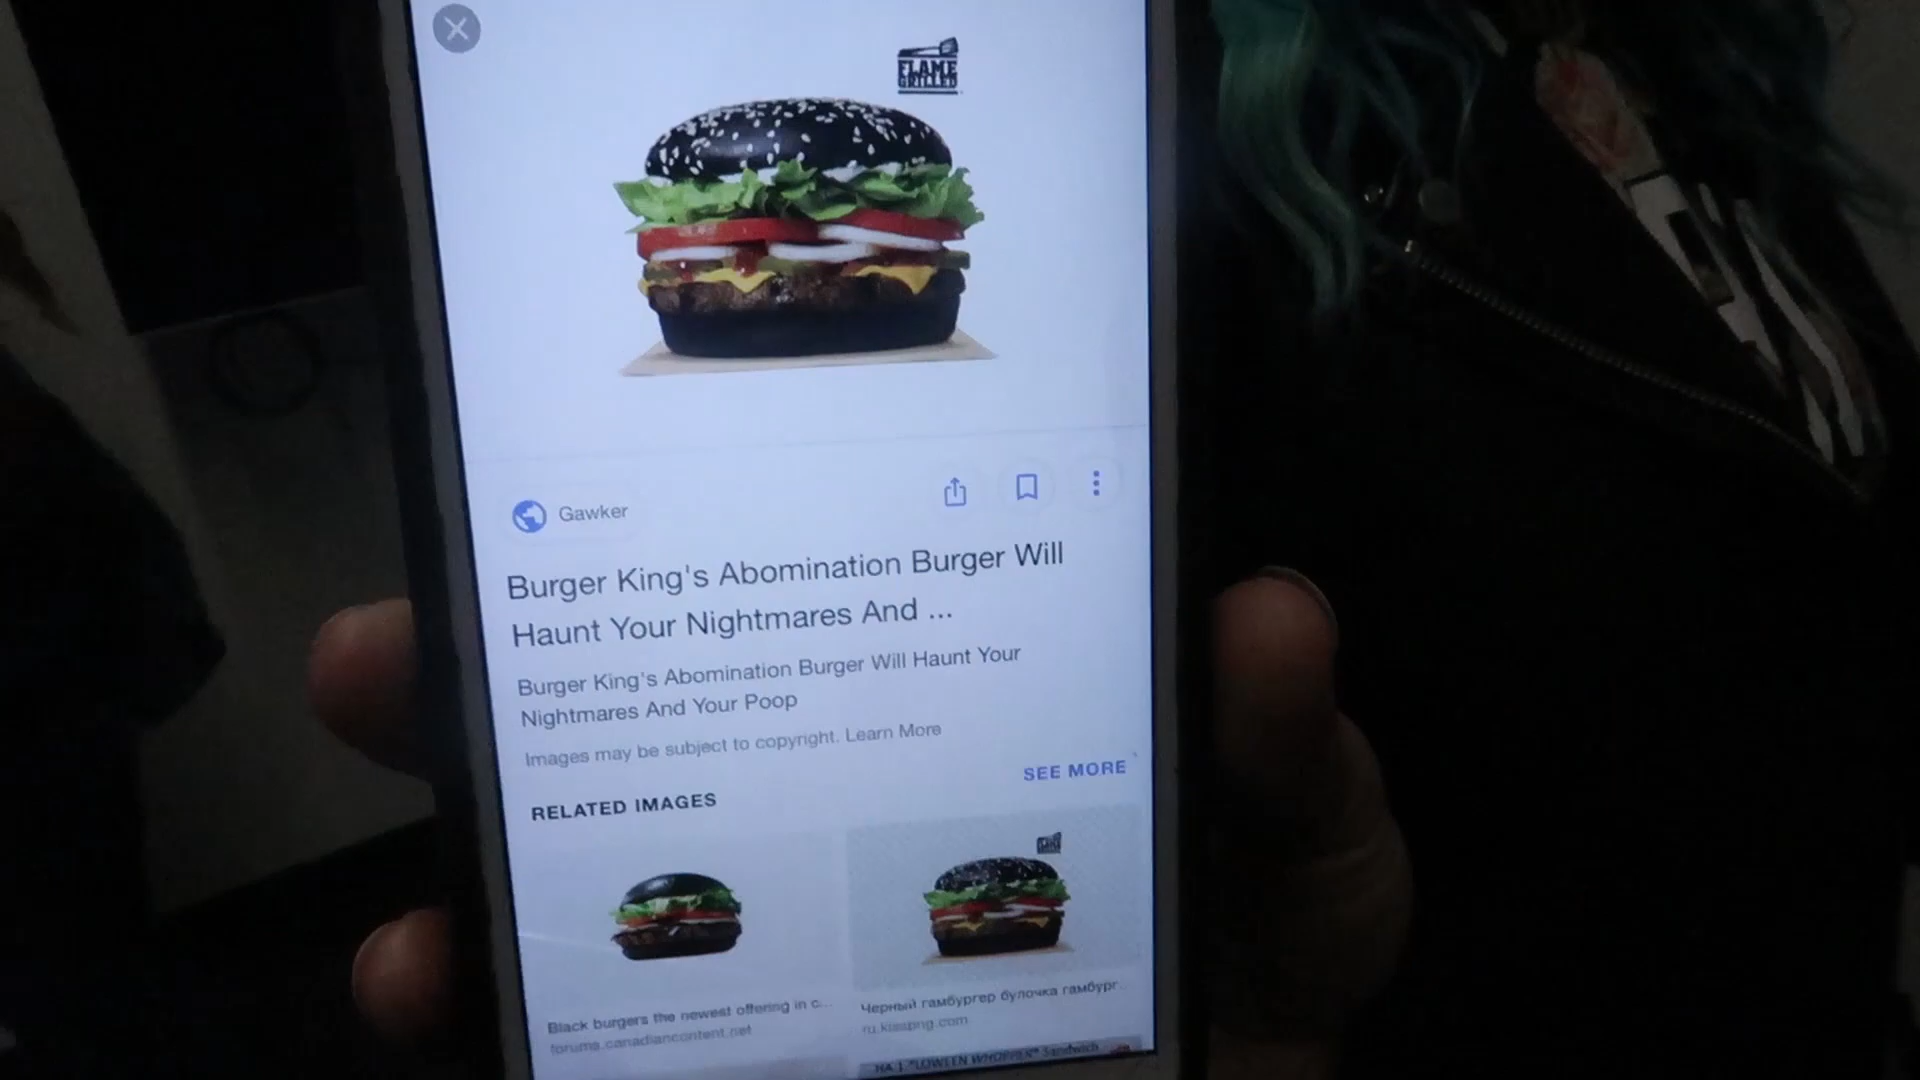 FLAME
GRILLED
Gawker
Burger King's Abomination Burger Will
Haunt Your Nightmares And ...
Burger King's Abomination Burger Will Haunt Your
Nightmares And Your Poop
Images may be subject to copyright. Learn More
SEE MORE
RELATED IMAGES
Black burgers the newest offering in c...
forums.canadiancontent.net
Черный гамбургер булочка гамбург...
ru.kisspng.com
WHOPPER Sandwich